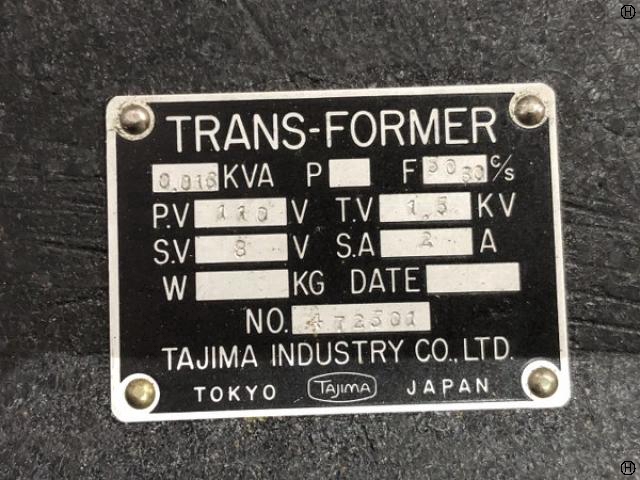 TRANS-FORMER
0.016 KVA P F 50 60 C/S
P.V 110 V T.V 1.5 KV
S.V 8 V S.A 2 A
W KG DATE
NO. 472501
TAJIMA INDUSTRY CO., LTD.
TOKYO TAJIMA JAPAN